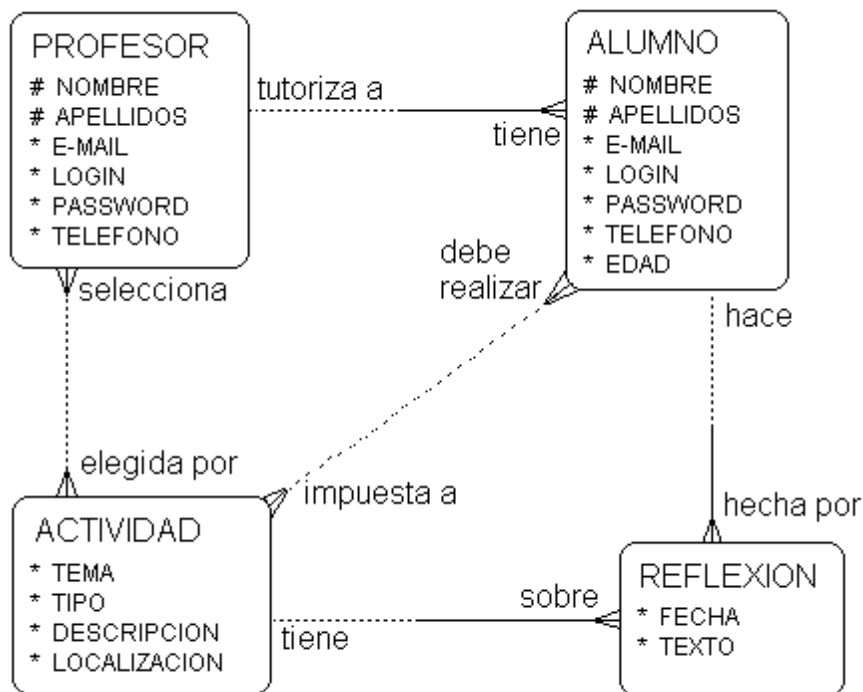 PROFESOR
# NOMBRE
# APELLIDOS
* E-MAIL
* LOGIN
* PASSWORD
* TELEFONO
tutoriza a
tiene
ALUMNO
# NOMBRE
# APELLIDOS
* E-MAIL
* LOGIN
* PASSWORD
* TELEFONO
* EDAD
selecciona
debe
realizar
hace
elegida por
impuesta a
hecha por
ACTIVIDAD
* TEMA
* TIPO
* DESCRIPCION
* LOCALIZACION
tiene
sobre
REFLEXION
* FECHA
* TEXTO